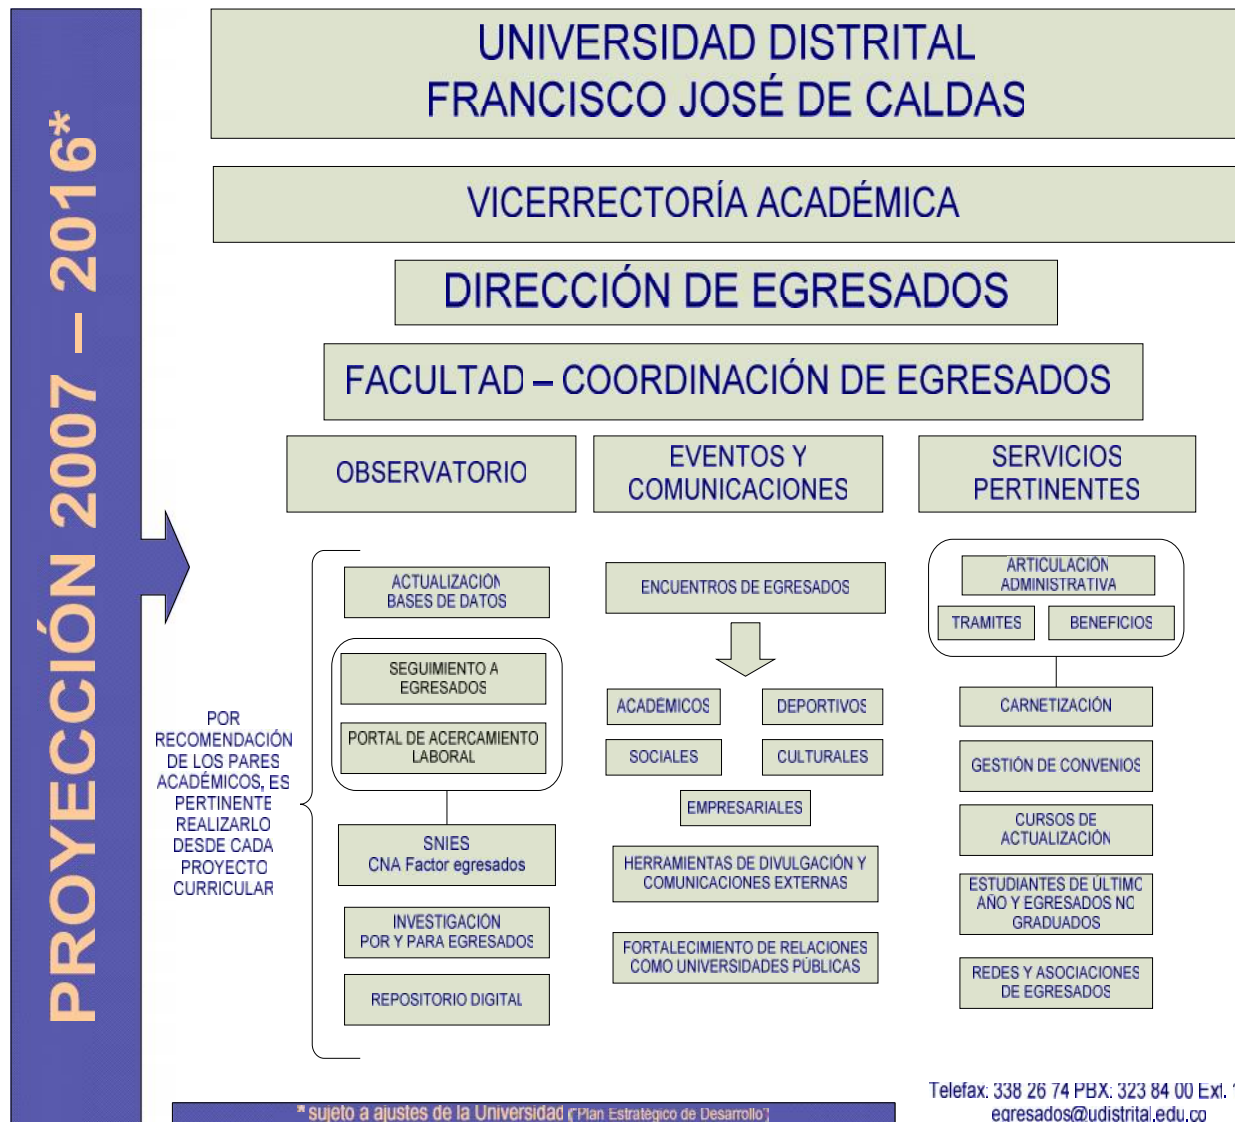 PROYECCIÓN 2007 – 2016*
UNIVERSIDAD DISTRITAL
FRANCISCO JOSÉ DE CALDAS
VICERRECTORÍA ACADÉMICA
DIRECCIÓN DE EGRESADOS
FACULTAD – COORDINACIÓN DE EGRESADOS
OBSERVATORIO
EVENTOS Y
COMUNICACIONES
SERVICIOS
PERTINENTES
POR
RECOMENDACIÓN
DE LOS PARES
ACADÉMICOS, ES
PERTINENTE
REALIZARLO
DESDE CADA
PROYECTO
CURRICULAR
ACTUALIZACIÓN
BASES DE DATOS
SEGUIMIENTO A
EGRESADOS
PORTAL DE ACERCAMIENTO
LABORAL
SNIES
CNA Factor egresados
INVESTIGACIÓN
POR Y PARA EGRESADOS
REPOSITORIO DIGITAL
ENCUENTROS DE EGRESADOS
ACADÉMICOS
DEPORTIVOS
SOCIALES
CULTURALES
EMPRESARIALES
HERRAMIENTAS DE DIVULGACIÓN Y
COMUNICACIONES EXTERNAS
FORTALECIMIENTO DE RELACIONES
COMO UNIVERSIDADES PÚBLICAS
ARTICULACIÓN
ADMINISTRATIVA
TRAMITES
BENEFICIOS
CARNETIZACIÓN
GESTIÓN DE CONVENIOS
CURSOS DE
ACTUALIZACIÓN
ESTUDIANTES DE ÚLTIMO
AÑO Y EGRESADOS NO
GRADUADOS
REDES Y ASOCIACIONES
DE EGRESADOS
* sujeto a ajustes de la Universidad ("Plan Estratégico de Desarrollo")
Telefax: 338 26 74 PBX: 323 84 00 Ext.
egresados@udistrital.edu.co